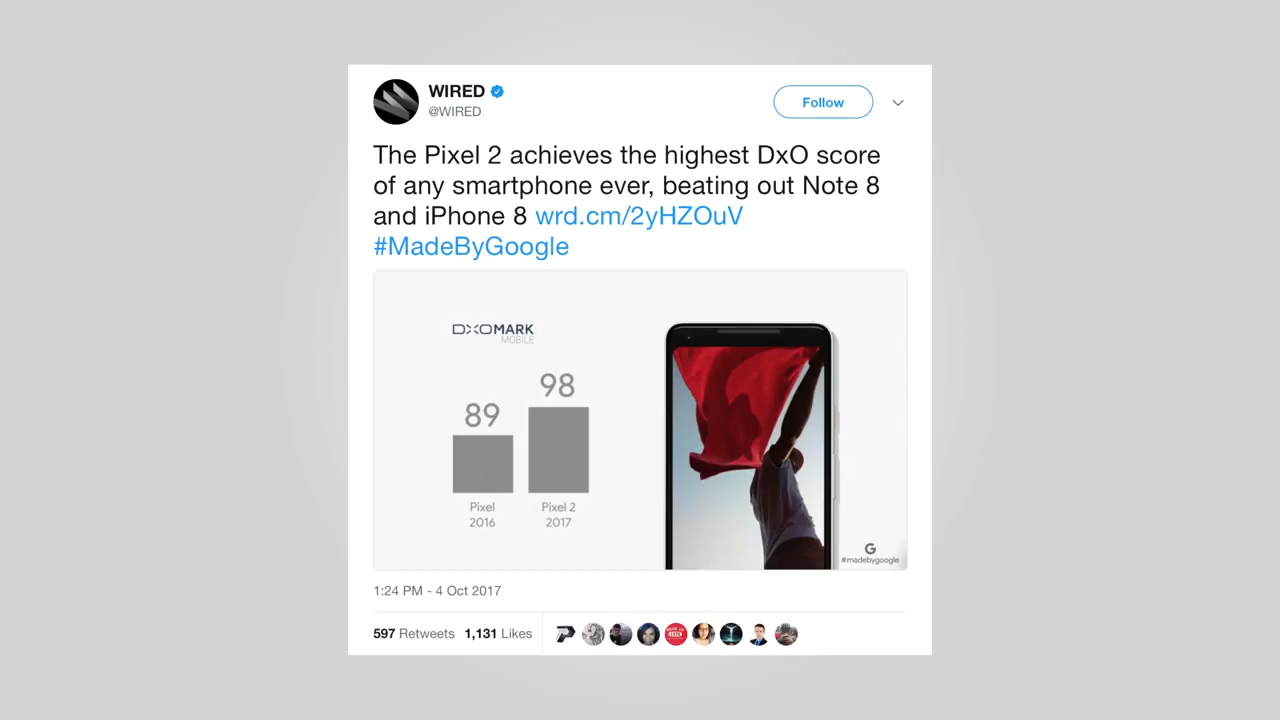 WIRED
@WIRED
Follow
The Pixel 2 achieves the highest DxO score
of any smartphone ever, beating out Note 8
and iPhone 8 wrd.cm/2yHZOuV
#MadeByGoogle
DXOMARK
MOBILE
89
98
Pixel
2016
Pixel 2
2017
G
#madebygoogle
1:24 PM - 4 Oct 2017
597 Retweets 1,131 Likes